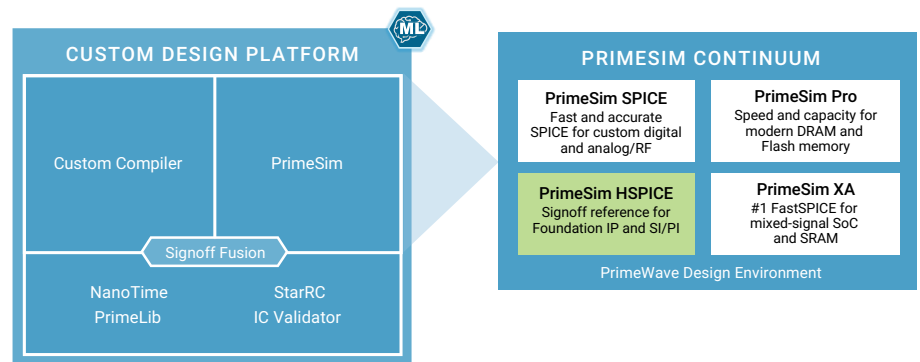 ML
CUSTOM DESIGN PLATFORM
Custom Compiler
PrimeSim
Signoff Fusion
NanoTime
StarRC
PrimeLib
IC Validator
PRIMESIM CONTINUUM
PrimeSim SPICE
Fast and accurate
SPICE for custom digital
and analog/RF
PrimeSim Pro
Speed and capacity for
modern DRAM and
Flash memory
PrimeSim HSPICE
Signoff reference for
Foundation IP and SI/PI
PrimeSim XA
#1 FastSPICE for
mixed-signal SoC
and SRAM
PrimeWave Design Environment